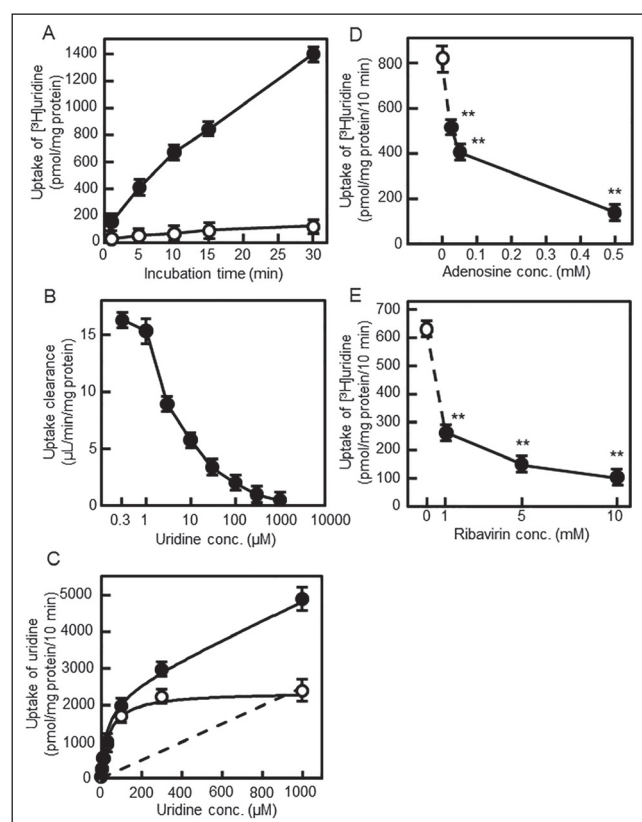 A
Uptake of [³H]uridine
(pmol/mg protein)
1400
1200
1000
800
600
400
200
0
0 5 10 15 20 25 30
Incubation time (min)
B
Uptake clearance
(µL/min/mg protein)
15
10
5
0
0.3 1 10 100 1000 10000
Uridine conc. (µM)
C
Uptake of uridine
(pmol/mg protein/10 min)
5000
4000
3000
2000
1000
0
0 200 400 600 800 1000
Uridine conc. (µM)
D
Uptake of [³H]uridine
(pmol/mg protein/10 min)
800
600
400
200
0
**
**
**
0 0.1 0.2 0.3 0.4 0.5
Adenosine conc. (mM)
E
Uptake of [³H]uridine
(pmol/mg protein/10 min)
700
600
500
400
300
200
100
0
**
**
**
0 1 5 10
Ribavirin conc. (mM)